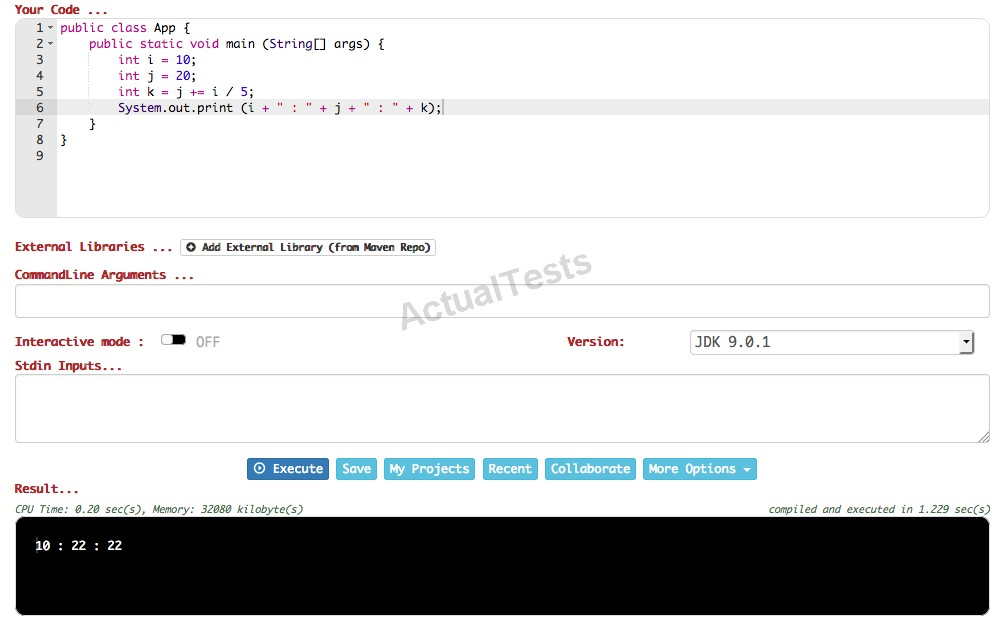 Your Code ...
1 public class App {
2 public static void main (String[] args) {
3 int i = 10;
4 int j = 20;
5 int k = j += i / 5;
6 System.out.print (i + " : " + j + " : " + k);
7 }
8 }
9
External Libraries ... Add External Library (from Maven Repo)
CommandLine Arguments ...
ActualTests
Interactive mode : OFF Version: JDK 9.0.1
Stdin Inputs...
Execute Save My Projects Recent Collaborate More Options
Result...
CPU Time: 0.20 sec(s), Memory: 32080 kilobyte(s) compiled and executed in 1.229 sec(s)
10 : 22 : 22